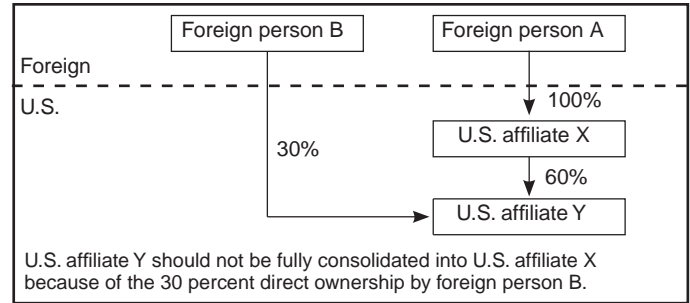 Foreign person B
Foreign person A
Foreign
U.S.
100%
U.S. affiliate X
30%
60%
U.S. affiliate Y
U.S. affiliate Y should not be fully consolidated into U.S. affiliate X
because of the 30 percent direct ownership by foreign person B.